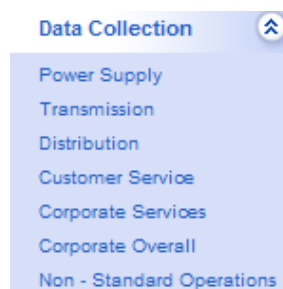 Data Collection
Power Supply
Transmission
Distribution
Customer Service
Corporate Services
Corporate Overall
Non - Standard Operations